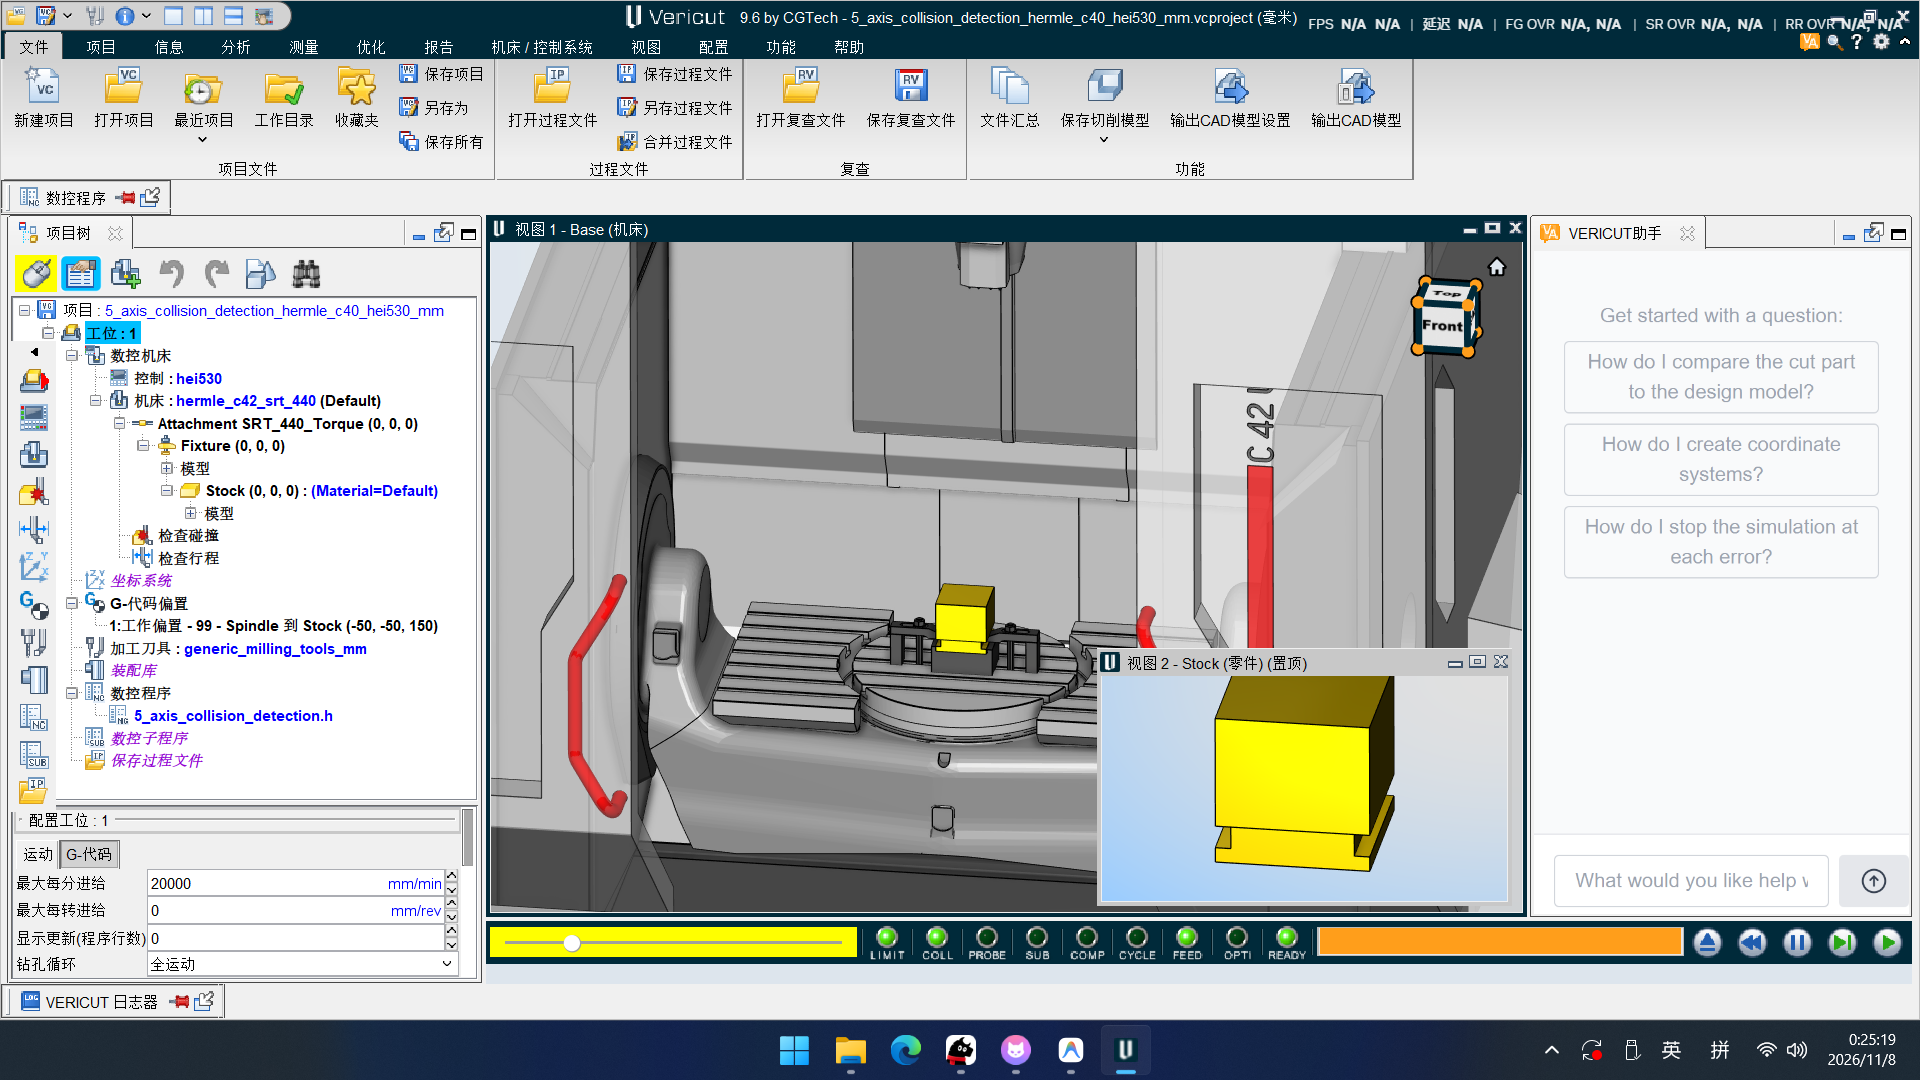 Vericut 9.6 by CGTech - 5_axis_collision_detection_hermle_c40_hei530_mm.vcproject (毫米)
FPS N/A N/A | 延迟 N/A | FG OVR N/A, N/A | SR OVR N/A, N/A | RR OVR N/A, N/A
文件 项目 信息 分析 测量 优化 报告 机床 / 控制系统 视图 配置 功能 帮助
新建项目 打开项目 最近项目 工作目录 收藏夹
保存项目
另存为
保存所有
项目文件
打开过程文件
保存过程文件
另存过程文件
合并过程文件
过程文件
打开复查文件 保存复查文件
复查
文件汇总 保存切削模型 输出CAD模型设置 输出CAD模型
功能
数控程序
项目树
项目 : 5_axis_collision_detection_hermle_c40_hei530_mm
工位 : 1
数控机床
控制 : hei530
机床 : hermle_c42_srt_440 (Default)
Attachment SRT_440_Torque (0, 0, 0)
Fixture (0, 0, 0)
模型
Stock (0, 0, 0) : (Material=Default)
模型
检查碰撞
检查行程
坐标系统
G-代码偏置
1:工作偏置 - 99 - Spindle 到 Stock (-50, -50, 150)
加工刀具 : generic_milling_tools_mm
装配库
数控程序
5_axis_collision_detection.h
数控子程序
保存过程文件
配置工位 : 1
运动 G-代码
最大每分进给 20000 mm/min
最大每转进给 0 mm/rev
显示更新(程序行数) 0
钻孔循环 全运动
VERICUT 日志器
视图 1 - Base (机床)
Top
Front
C 42 U
视图 2 - Stock (零件) (置顶)
LIMIT COLL PROBE SUB COMP CYCLE FEED OPTI READY
VERICUT助手
Get started with a question:
How do I compare the cut part
to the design model?
How do I create coordinate
systems?
How do I stop the simulation at
each error?
What would you like help v
英 拼
0:25:19
2026/11/8